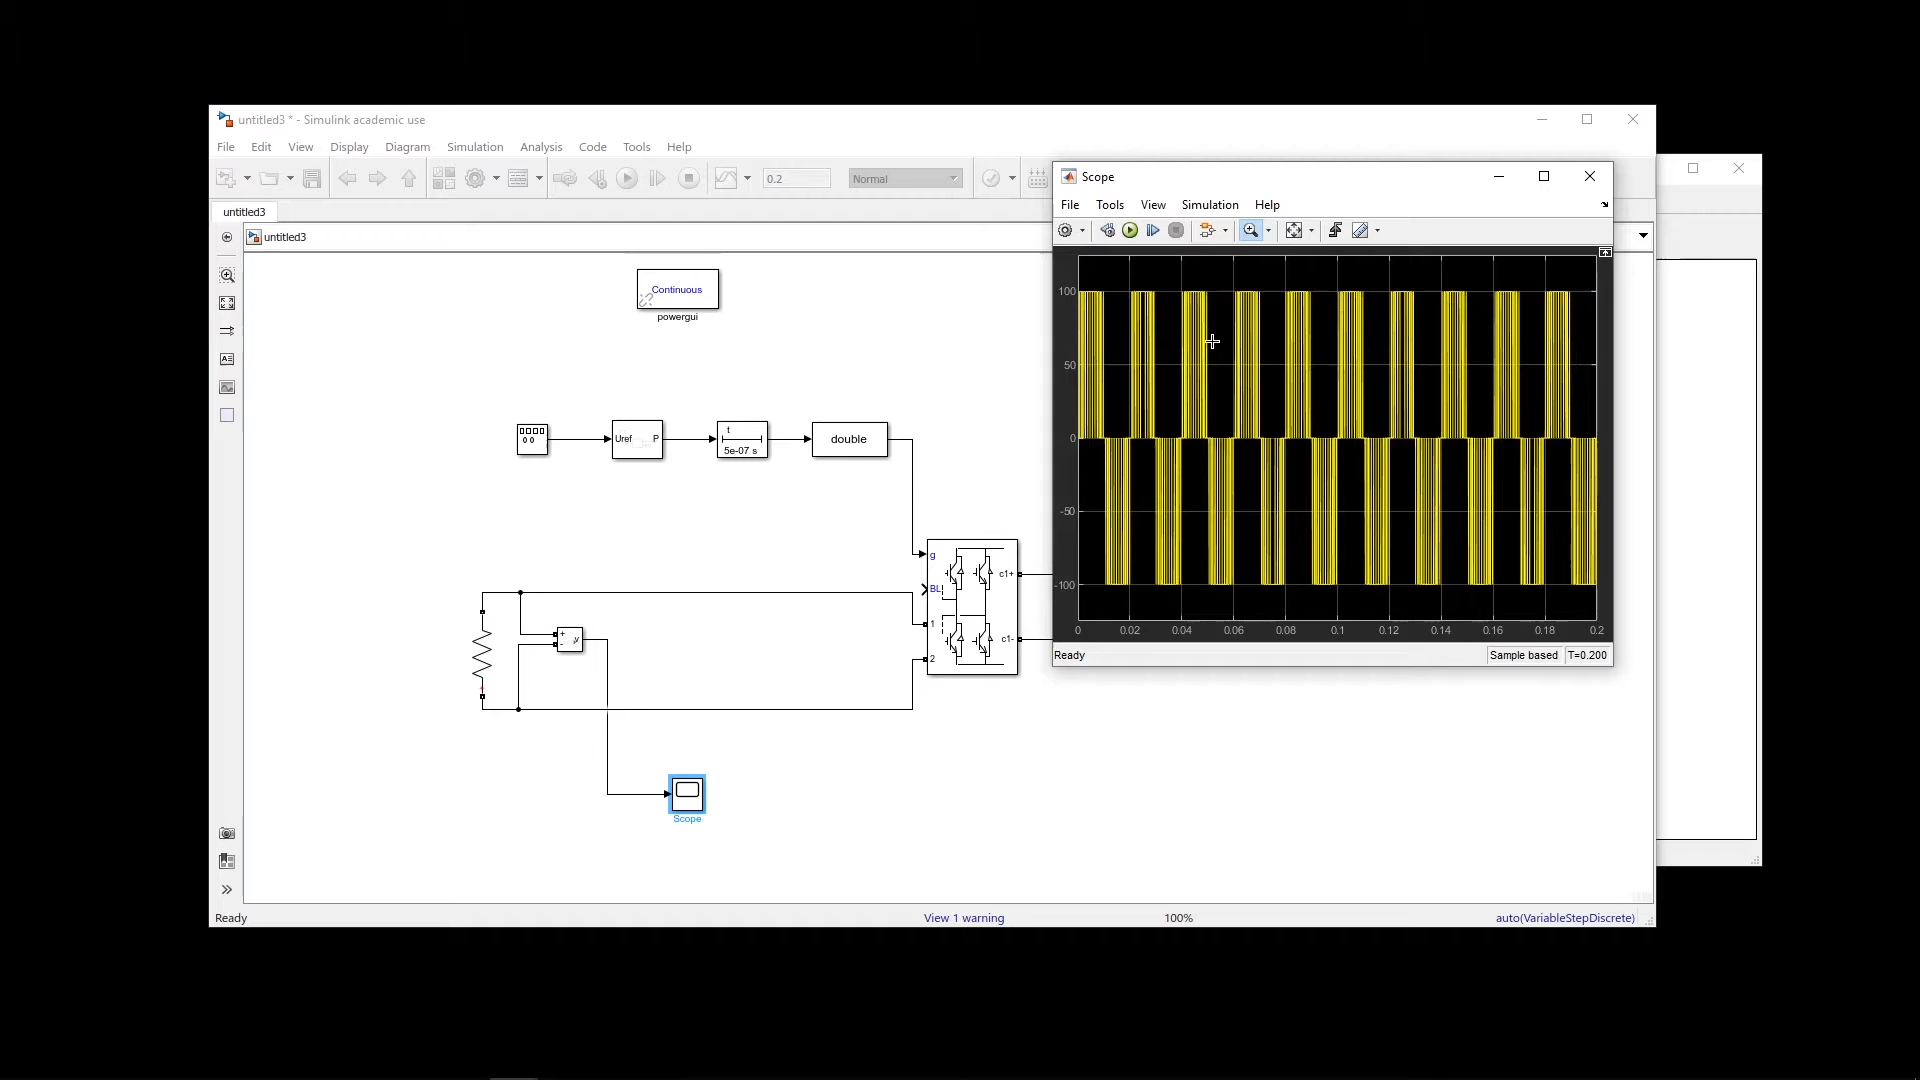 untitled3 * - Simulink academic use
File Edit View Display Diagram Simulation Analysis Code Tools Help
0.2
Normal
untitled3
untitled3
Continuous
powergui
Uref P
t
5e-07 s
double
g
BL
1
2
c1+
c1-
+
-
v
Scope
Ready
View 1 warning
100%
auto(VariableStepDiscrete)
Scope
File Tools View Simulation Help
100
50
0
-50
-100
0 0.02 0.04 0.06 0.08 0.1 0.12 0.14 0.16 0.18 0.2
Ready
Sample based
T=0.200